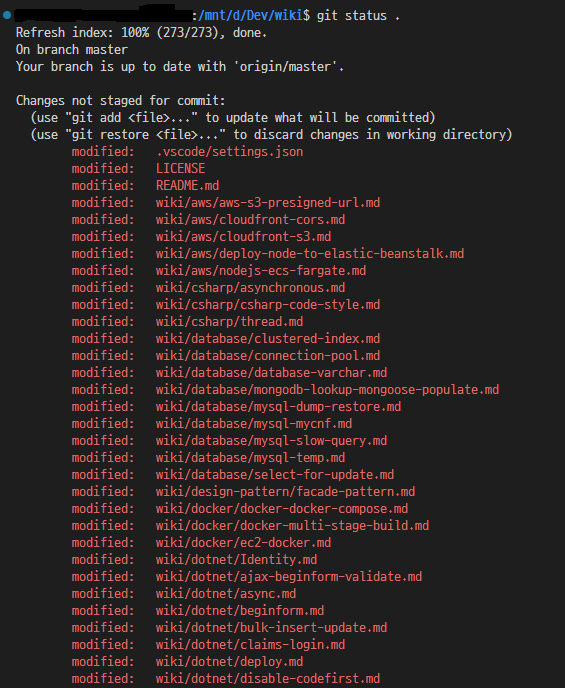 :/mnt/d/Dev/wiki$ git status .
Refresh index: 100% (273/273), done.
On branch master
Your branch is up to date with 'origin/master'.
Changes not staged for commit:
(use "git add <file>..." to update what will be committed)
(use "git restore <file>..." to discard changes in working directory)
modified: .vscode/settings.json
modified: LICENSE
modified: README.md
modified: wiki/aws/aws-s3-presigned-url.md
modified: wiki/aws/cloudfront-cors.md
modified: wiki/aws/cloudfront-s3.md
modified: wiki/aws/deploy-node-to-elastic-beanstalk.md
modified: wiki/aws/nodejs-ecs-fargate.md
modified: wiki/csharp/asynchronous.md
modified: wiki/csharp/csharp-code-style.md
modified: wiki/csharp/thread.md
modified: wiki/database/clustered-index.md
modified: wiki/database/connection-pool.md
modified: wiki/database/database-varchar.md
modified: wiki/database/mongodb-lookup-mongoose-populate.md
modified: wiki/database/mysql-dump-restore.md
modified: wiki/database/mysql-mycnf.md
modified: wiki/database/mysql-slow-query.md
modified: wiki/database/mysql-temp.md
modified: wiki/database/select-for-update.md
modified: wiki/design-pattern/facade-pattern.md
modified: wiki/docker/docker-docker-compose.md
modified: wiki/docker/docker-multi-stage-build.md
modified: wiki/docker/ec2-docker.md
modified: wiki/dotnet/Identity.md
modified: wiki/dotnet/ajax-beginform-validate.md
modified: wiki/dotnet/async.md
modified: wiki/dotnet/beginform.md
modified: wiki/dotnet/bulk-insert-update.md
modified: wiki/dotnet/claims-login.md
modified: wiki/dotnet/deploy.md
modified: wiki/dotnet/disable-codefirst.md